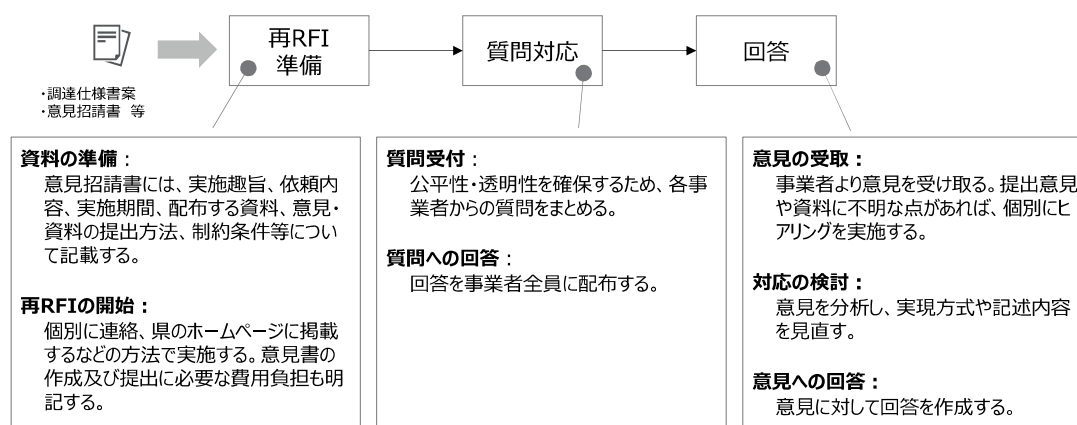 再RFI
準備
質問対応
回答
・調達仕様書案
・意見招請書 等
資料の準備：
意見招請書には、実施趣旨、依頼内
容、実施期間、配布する資料、意見・
資料の提出方法、制約条件等につい
て記載する。
再RFIの開始：
個別に連絡、県のホームページに掲載
するなどの方法で実施する。意見書の
作成及び提出に必要な費用負担も明
記する。
質問受付：
公平性・透明性を確保するため、各事
業者からの質問をまとめる。
質問への回答：
回答を事業者全員に配布する。
意見の受取：
事業者より意見を受け取る。提出意見
や資料に不明な点があれば、個別にヒ
アリングを実施する。
対応の検討：
意見を分析し、実現方式や記述内容
を見直す。
意見への回答：
意見に対して回答を作成する。